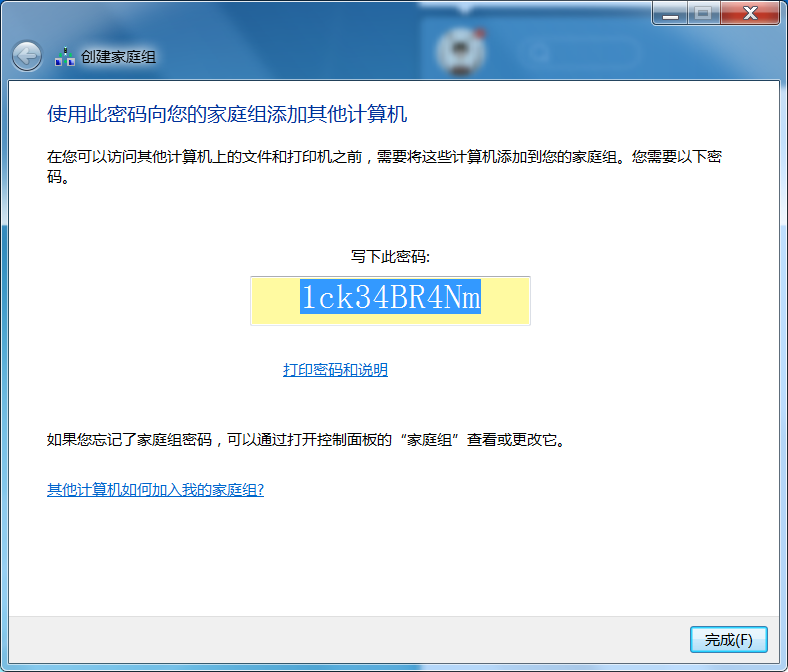 创建家庭组
使用此密码向您的家庭组添加其他计算机
在您可以访问其他计算机上的文件和打印机之前，需要将这些计算机添加到您的家庭组。您需要以下密
码。
写下此密码:
1ck34BR4Nm
打印密码和说明
如果您忘记了家庭组密码，可以通过打开控制面板的“家庭组”查看或更改它。
其他计算机如何加入我的家庭组?
完成(F)